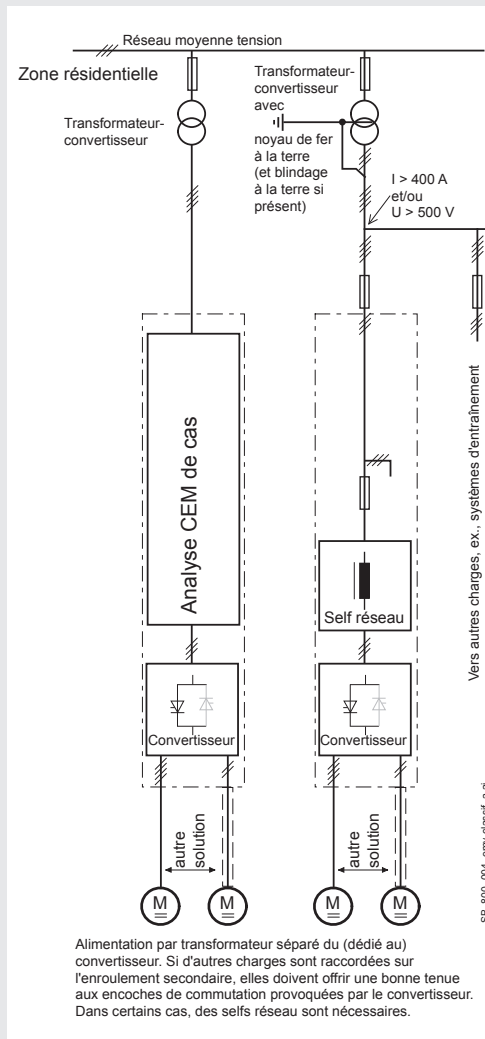 Réseau moyenne tension
Zone résidentielle
Transformateur-
convertisseur
Transformateur-
convertisseur
avec
noyau de fer
à la terre
(et blindage
à la terre si
présent)
I > 400 A
et/ou
U > 500 V
Analyse CEM de cas
Vers autres charges, ex., systèmes d'entraînement
Self réseau
Convertisseur
Convertisseur
autre
solution
autre
solution
M
M
M
M
Alimentation par transformateur séparé du (dédié au)
convertisseur. Si d'autres charges sont raccordées sur
l'enroulement secondaire, elles doivent offrir une bonne tenue
aux encoches de commutation provoquées par le convertisseur.
Dans certains cas, des selfs réseau sont nécessaires.